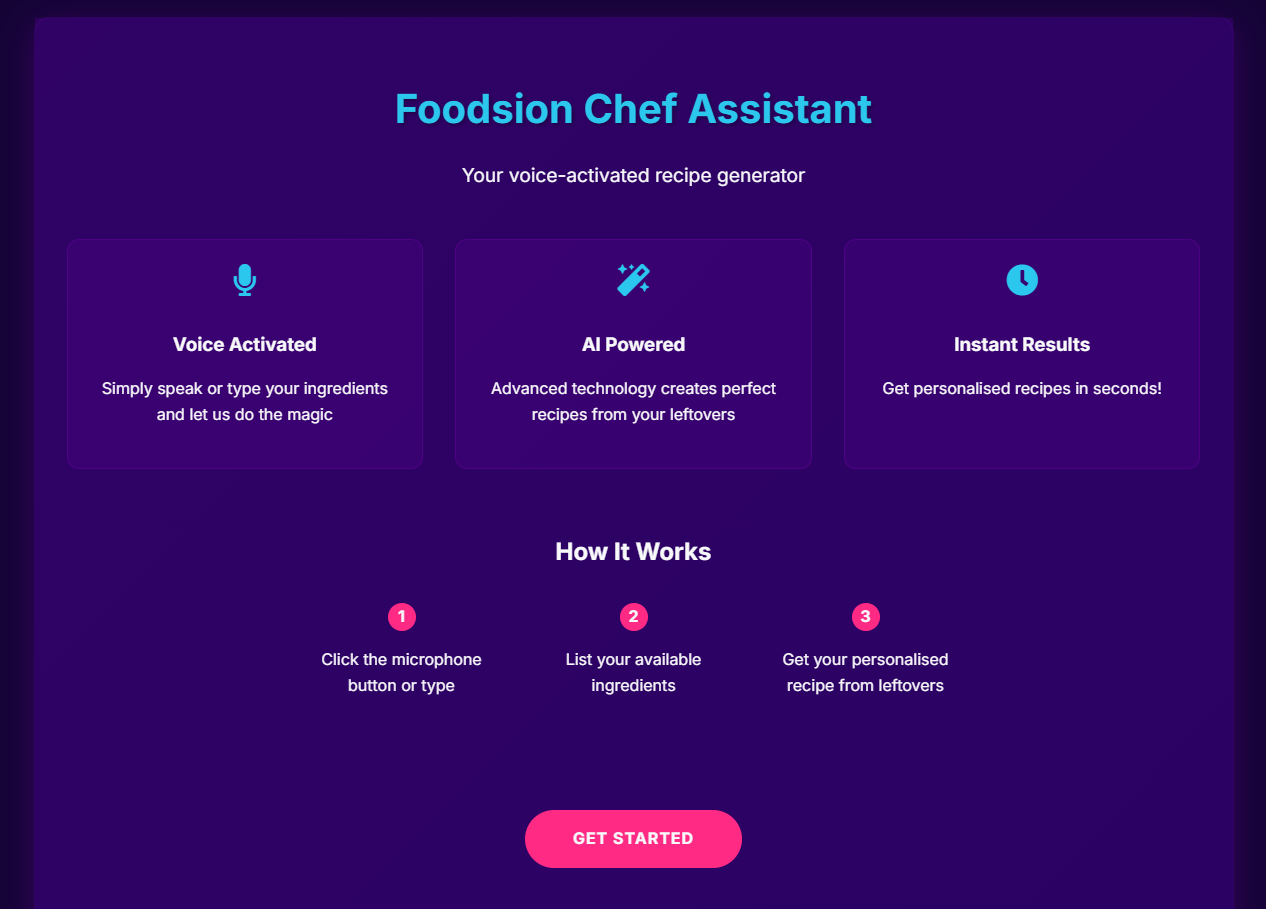 Foodsion Chef Assistant
Your voice-activated recipe generator
Voice Activated
Simply speak or type your ingredients
and let us do the magic
AI Powered
Advanced technology creates perfect
recipes from your leftovers
Instant Results
Get personalised recipes in seconds!
How It Works
1
Click the microphone
button or type
2
List your available
ingredients
3
Get your personalised
recipe from leftovers
GET STARTED